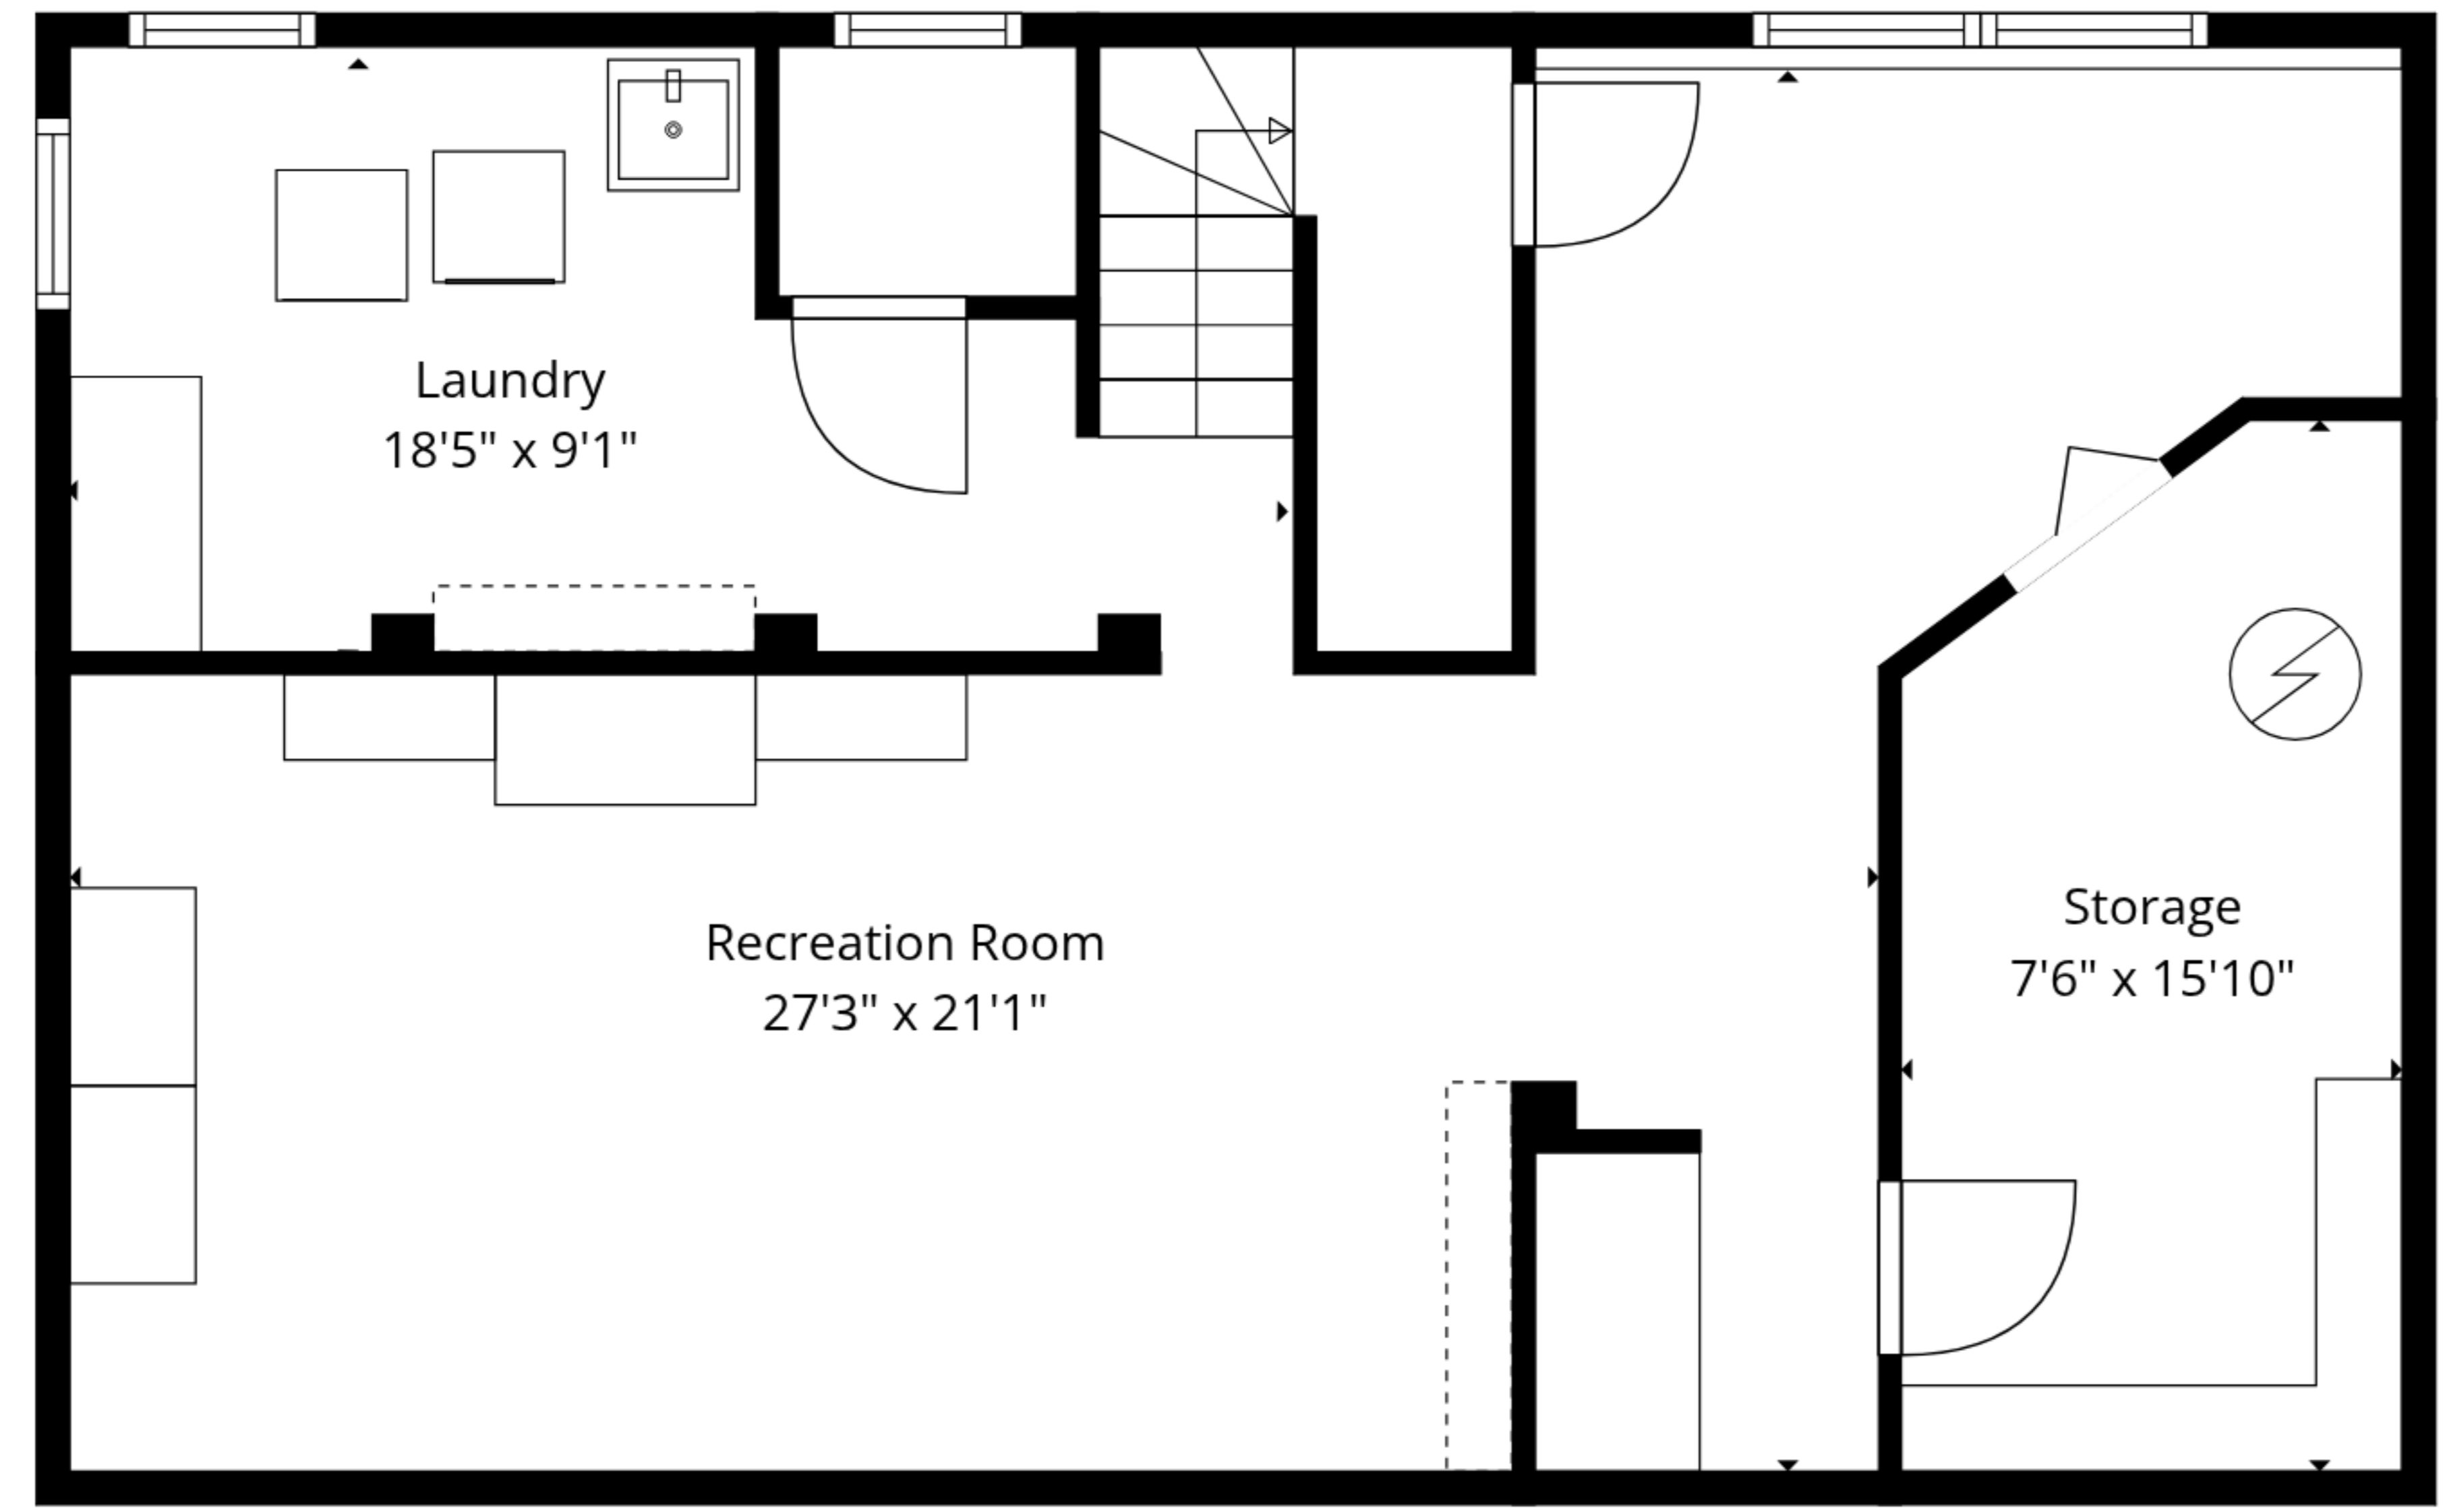 Laundry
18'5" x 9'1"
Recreation Room
27'3" x 21'1"
Storage
7'6" x 15'10"